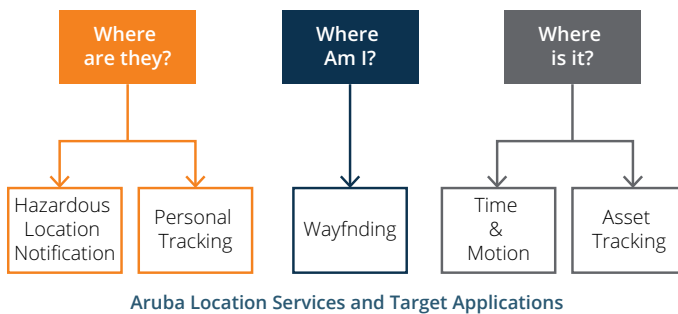 Where
are they?
Where
Am I?
Where
is it?
Hazardous
Location
Notification
Personal
Tracking
Wayfnding
Time
&
Motion
Asset
Tracking
Aruba Location Services and Target Applications